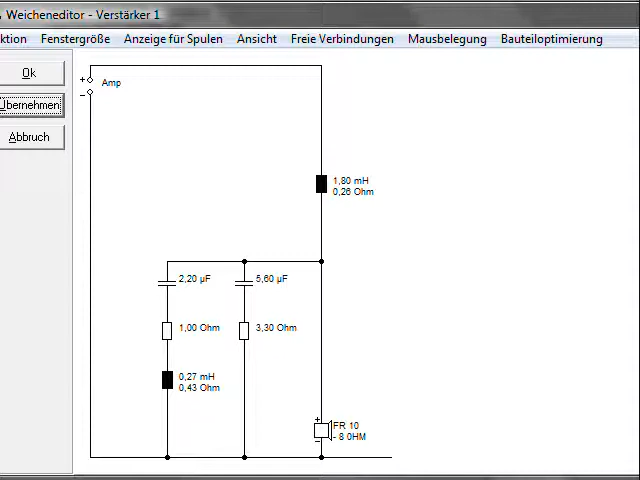 Weicheneditor - Verstärker 1
ktion Fenstergröße Anzeige für Spulen Ansicht Freie Verbindungen Mausbelegung Bauteiloptimierung
Ok
Übernehmen
Abbruch
+ Amp
-
1,80 mH
0,26 Ohm
2,20 µF 5,60 µF
1,00 Ohm 3,30 Ohm
0,27 mH
0,43 Ohm
+ FR 10
- 8 OHM
-